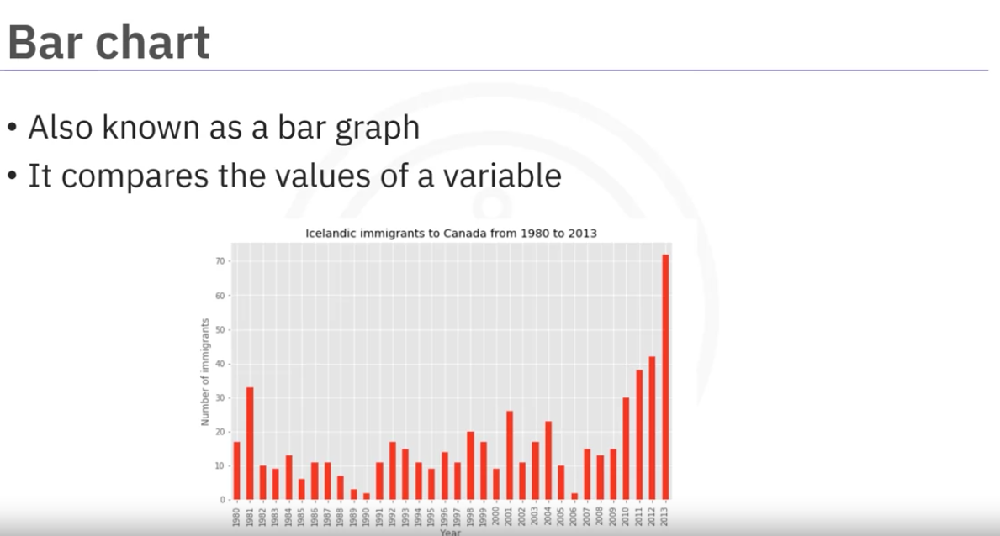 Bar chart
• Also known as a bar graph
• It compares the values of a variable
Icelandic immigrants to Canada from 1980 to 2013
Number of immigrants
70
60
50
40
30
20
10
0
1980 1981 1982 1983 1984 1985 1986 1987 1988 1989 1990 1991 1992 1993 1994 1995 1996 1997 1998 1999 2000 2001 2002 2003 2004 2005 2006 2007 2008 2009 2010 2011 2012 2013
Year